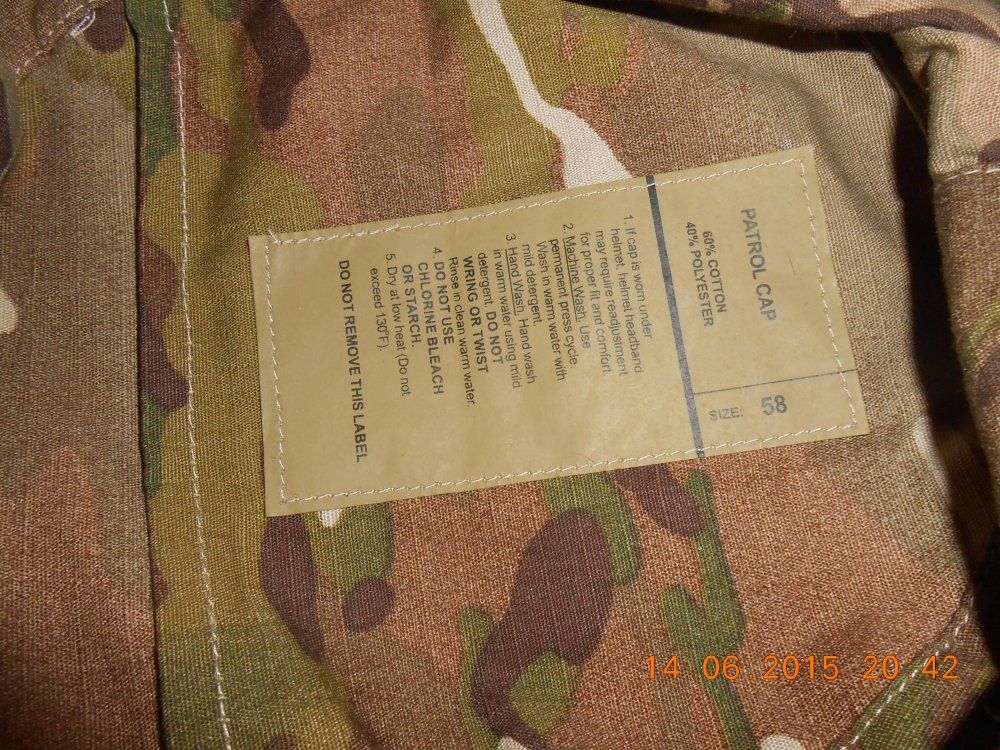 PATROL CAP
60% COTTON
40% POLYESTER
SIZE: 58
1. If cap is worn under
helmet, helmet headband
may require readjustment
for proper fit and comfort.
2. Machine Wash. Use
permanent press cycle.
Wash in warm water with
mild detergent.
3. Hand Wash. Hand wash
in warm water using mild
detergent. DO NOT
WRING OR TWIST
Rinse in clean warm water.
4. DO NOT USE
CHLORINE BLEACH
OR STARCH.
5. Dry at low heat (Do not
exceed 130°F).
DO NOT REMOVE THIS LABEL
14 06 2015 20 42